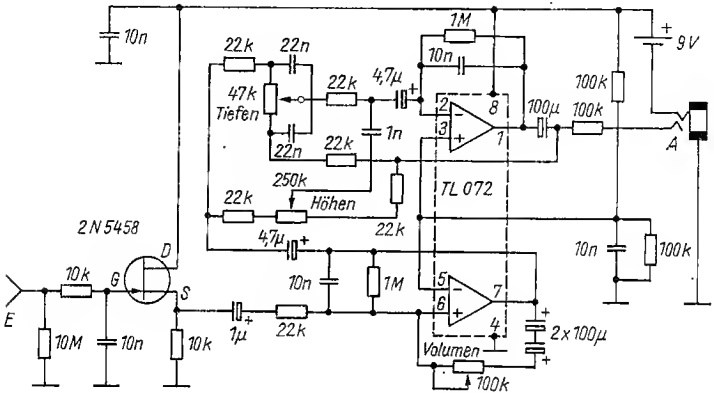 10n
22k
22n
47k
Tiefen
22n
22k
22k
4,7µ
+
1n
1M
10n
2
−
3
+
8
1
TL 072
100µ
100k
100k
+
9V
A
250k
Höhen
22k
22k
4,7µ
+
2N5458
D
G
S
10k
E
10M
10n
10k
1µ
+
22k
10n
1M
5
−
6
+
7
4
10n
100k
+
2x100µ
+
Volumen
100k